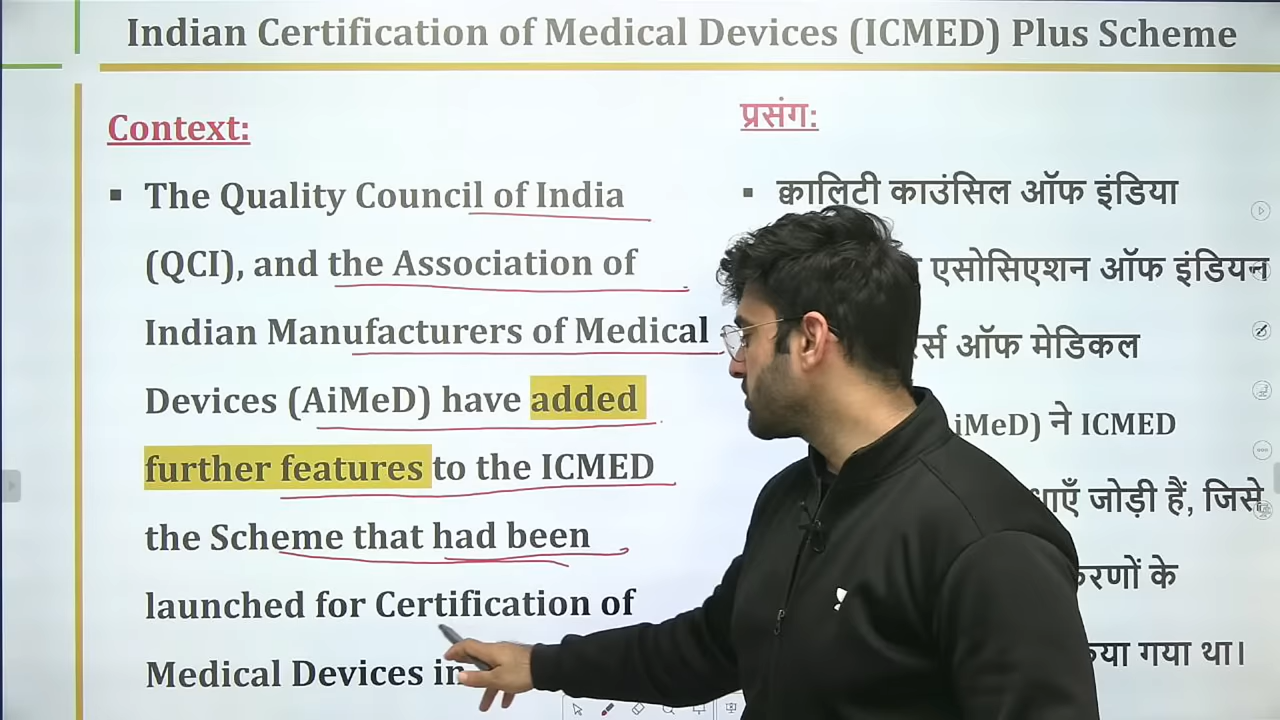 Indian Certification of Medical Devices (ICMED) Plus Scheme
Context:
▪ The Quality Council of India
(QCI), and the Association of
Indian Manufacturers of Medical
Devices (AiMeD) have added
further features to the ICMED
the Scheme that had been
launched for Certification of
Medical Devices in
प्रसंग:
▪ क्वालिटी काउंसिल ऑफ इंडिया
एसोसिएशन ऑफ इंडियन
ऑफ मेडिकल
ने ICMED
जोड़ी हैं, जिसे
के
गया था।